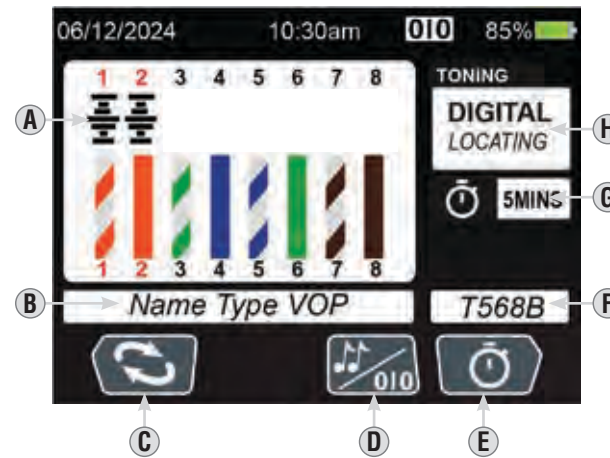 06/12/2024 10:30am 010 85%
1 2 3 4 5 6 7 8
TONING
DIGITAL
LOCATING
5MINS
1 2 3 4 5 6 7 8
Name Type VOP
T568B
010
A
B
C
D
E
F
G
H